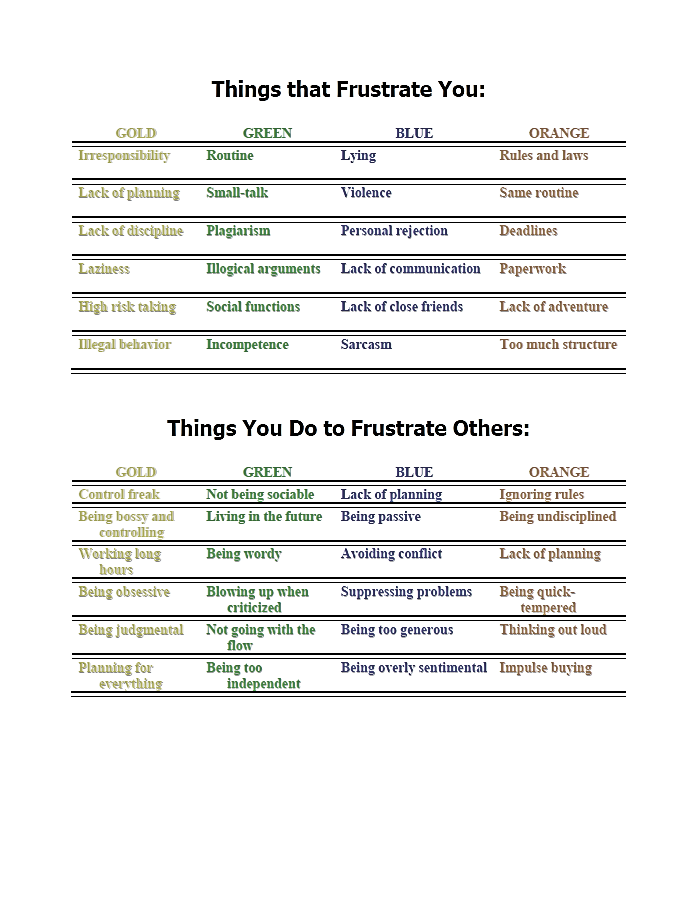 Things that Frustrate You:
GOLD GREEN BLUE ORANGE
Irresponsibility Routine Lying Rules and laws
Lack of planning Small-talk Violence Same routine
Lack of discipline Plagiarism Personal rejection Deadlines
Laziness Illogical arguments Lack of communication Paperwork
High risk taking Social functions Lack of close friends Lack of adventure
Illegal behavior Incompetence Sarcasm Too much structure
Things You Do to Frustrate Others:
GOLD GREEN BLUE ORANGE
Control freak Not being sociable Lack of planning Ignoring rules
Being bossy and Living in the future Being passive Being undisciplined
controlling
Working long Being wordy Avoiding conflict Lack of planning
hours
Being obsessive Blowing up when Suppressing problems Being quick-
criticized tempered
Being judgmental Not going with the Being too generous Thinking out loud
flow
Planning for Being too Being overly sentimental Impulse buying
everything independent